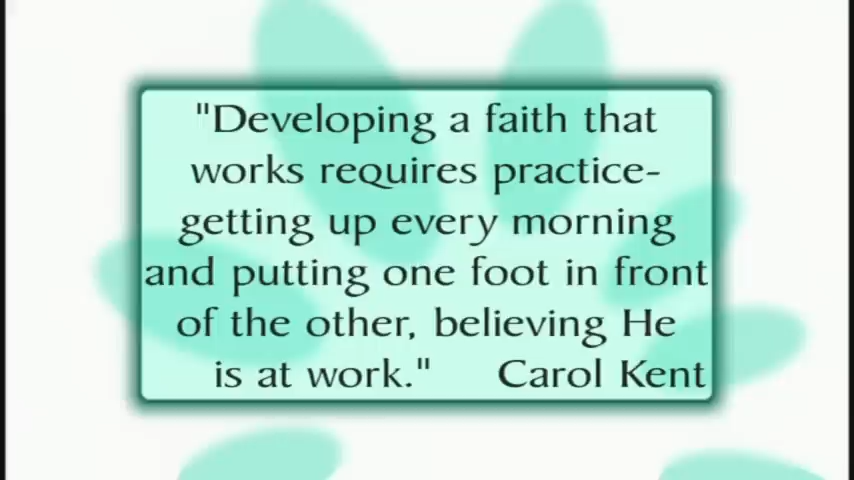 "Developing a faith that
works requires practice-
getting up every morning
and putting one foot in front
of the other, believing He
is at work." Carol Kent